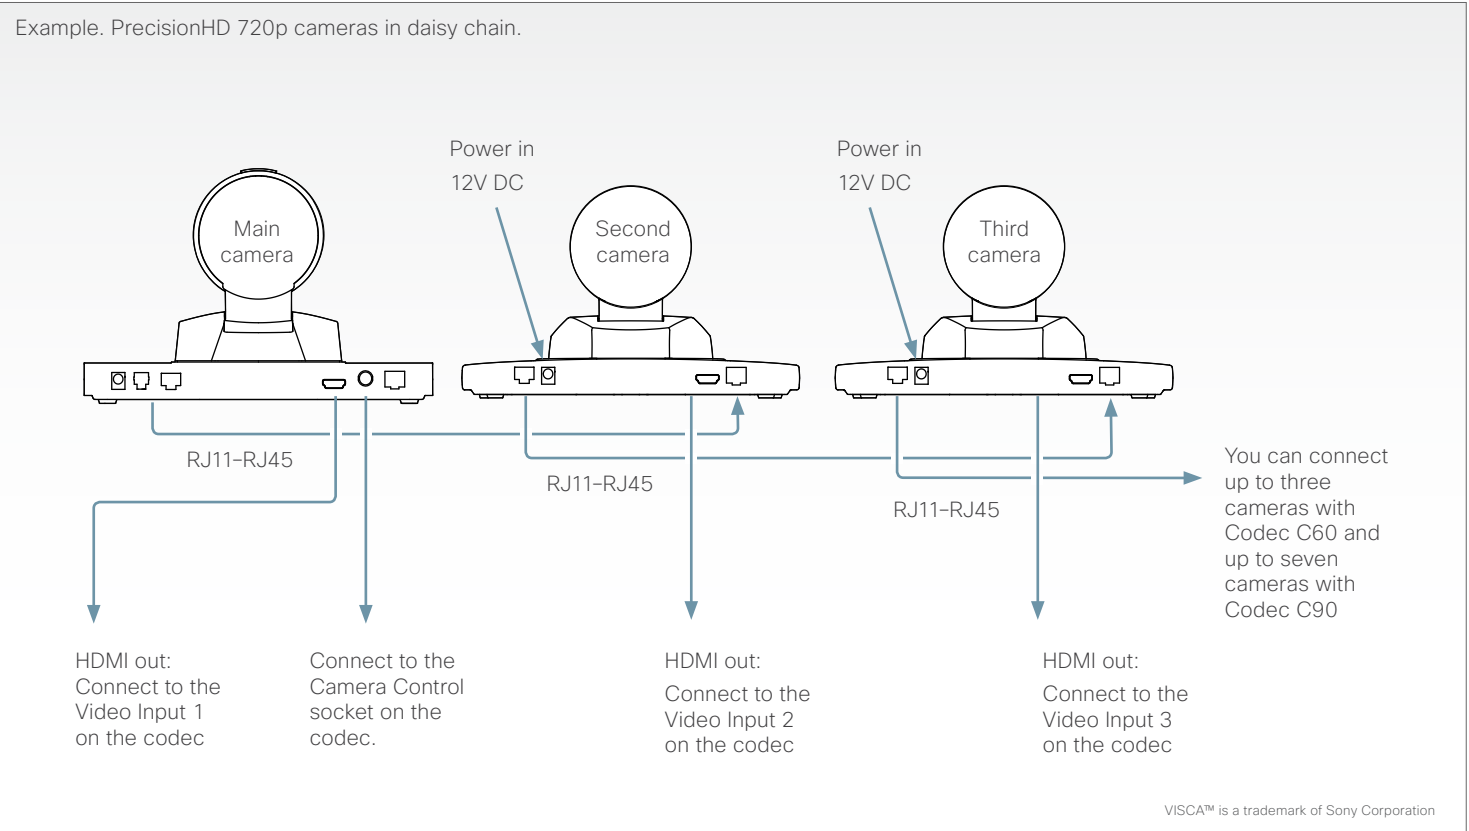 Example. PrecisionHD 720p cameras in daisy chain.
Power in
12V DC
Power in
12V DC
Main
camera
Second
camera
Third
camera
RJ11–RJ45
RJ11–RJ45
RJ11–RJ45
You can connect
up to three
cameras with
Codec C60 and
up to seven
cameras with
Codec C90
HDMI out:
Connect to the
Video Input 1
on the codec
Connect to the
Camera Control
socket on the
codec.
HDMI out:
Connect to the
Video Input 2
on the codec
HDMI out:
Connect to the
Video Input 3
on the codec
VISCA™ is a trademark of Sony Corporation